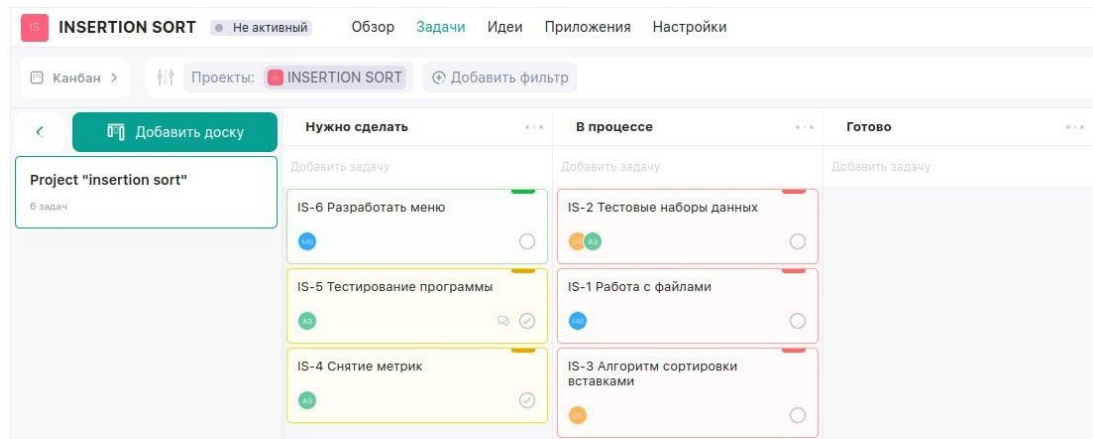 IS INSERTION SORT Не активный Обзор Задачи Идеи Приложения Настройки
Канбан Проекты: INSERTION SORT Добавить фильтр
Добавить доску
Нужно сделать
В процессе
Готово
Project "insertion sort"
6 задач
Добавить задачу
Добавить задачу
Добавить задачу
IS-6 Разработать меню
IS-2 Тестовые наборы данных
АЗ
IS-5 Тестирование программы
IS-1 Работа с файлами
АЗ
IS-4 Снятие метрик
IS-3 Алгоритм сортировки
вставками
АЗ